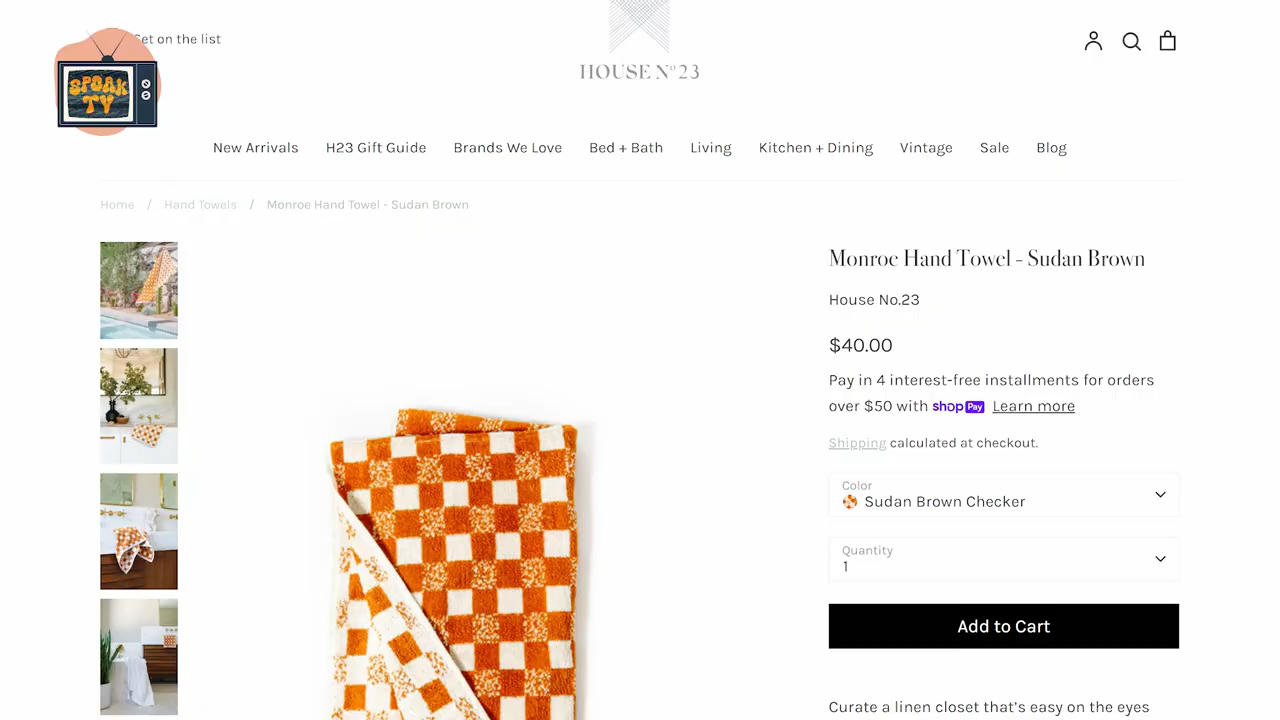 Get on the list
SPOAK
TV
HOUSE Nº23
New Arrivals
H23 Gift Guide
Brands We Love
Bed + Bath
Living
Kitchen + Dining
Vintage
Sale
Blog
Home / Hand Towels / Monroe Hand Towel - Sudan Brown
Monroe Hand Towel - Sudan Brown
House No.23
$40.00
Pay in 4 interest-free installments for orders
over $50 with shop Pay Learn more
Shipping calculated at checkout.
Color
Sudan Brown Checker
Quantity
1
Add to Cart
Curate a linen closet that's easy on the eyes